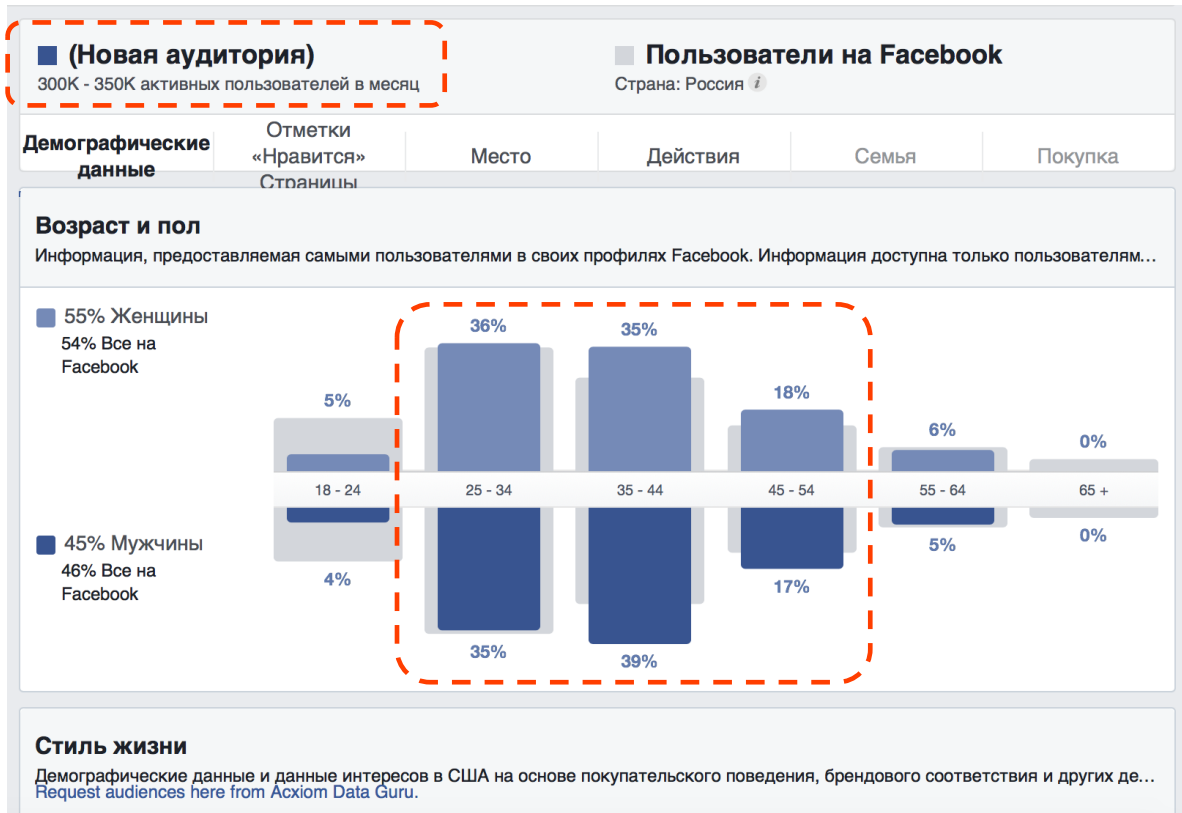 (Новая аудитория)
300K - 350K активных пользователей в месяц
Пользователи на Facebook
Страна: Россия i
Демографические
данные
Отметки
«Нравится»
Страницы
Место
Действия
Семья
Покупка
Возраст и пол
Информация, предоставляемая самыми пользователями в своих профилях Facebook. Информация доступна только пользователям…
55% Женщины
54% Все на
Facebook
5%
36%
35%
18%
6%
0%
18 - 24
25 - 34
35 - 44
45 - 54
55 - 64
65 +
45% Мужчины
46% Все на
Facebook
4%
35%
39%
17%
5%
0%
Стиль жизни
Демографические данные и данные интересов в США на основе покупательского поведения, брендового соответствия и других де…
Request audiences here from Acxiom Data Guru.